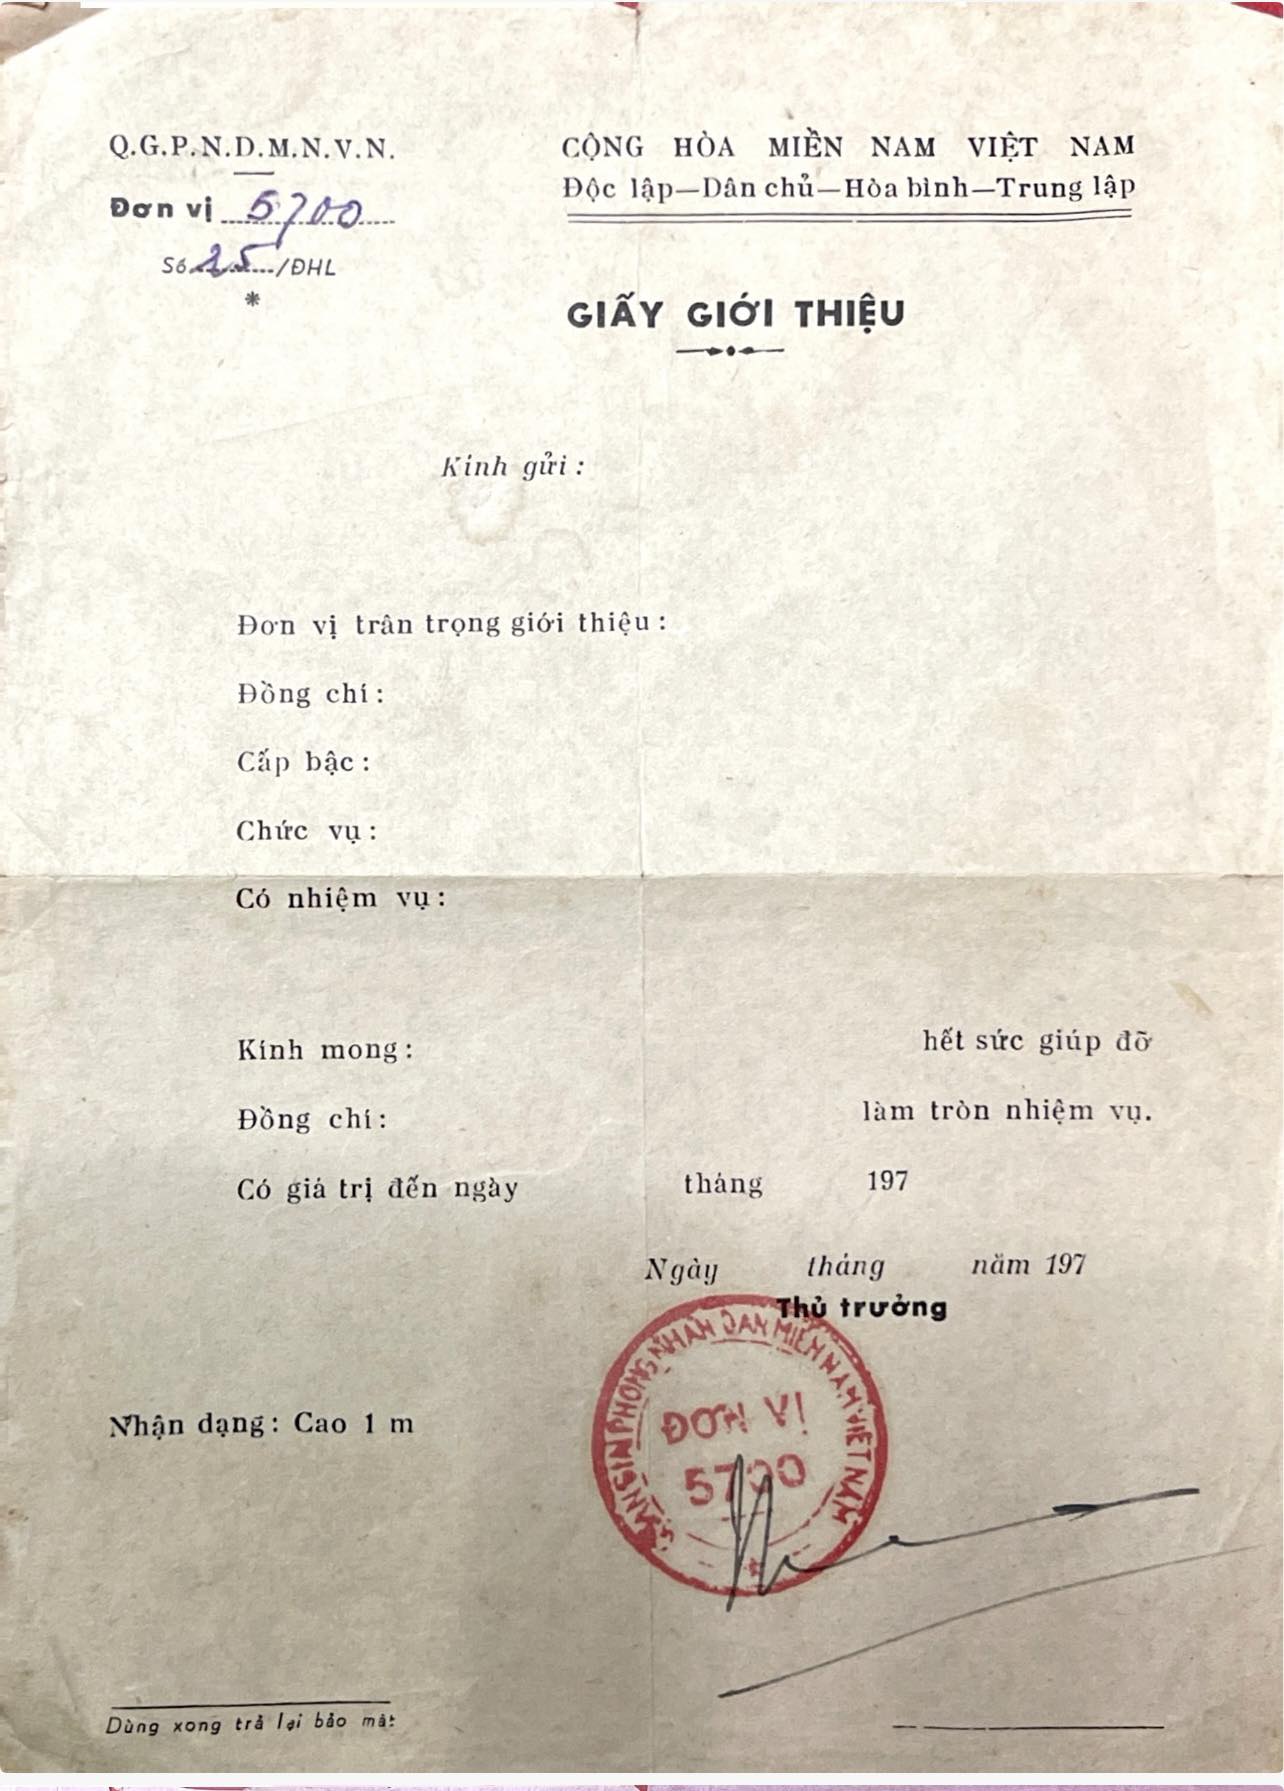 Q.G.P.N.D.M.N.V.N.
Đơn vị 5700
Số 25/ĐHL
CỘNG HÒA MIỀN NAM VIỆT NAM
Độc lập—Dân chủ—Hòa bình—Trung lập
GIẤY GIỚI THIỆU
Kính gửi :
Đơn vị trân trọng giới thiệu :
Đồng chí :
Cấp bậc :
Chức vụ :
Có nhiệm vụ :
Kính mong : hết sức giúp đỡ
Đồng chí : làm tròn nhiệm vụ.
Có giá trị đến ngày tháng 197
Ngày tháng năm 197
Thủ trưởng
PHÓNG NHÂN DÂN MIỀN NAM VIỆT NAM
ĐƠN VỊ
5700
Nhận dạng : Cao 1 m
Dùng xong trả lại bảo mật